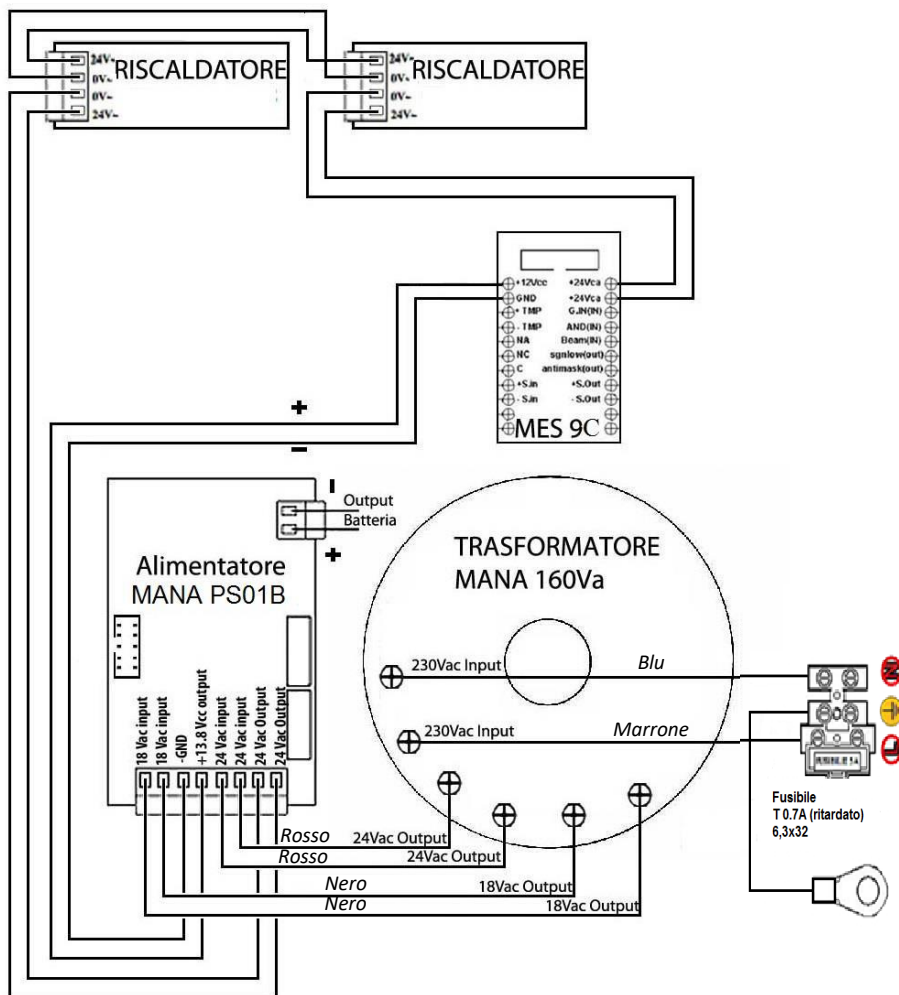 24V~
0V~
0V~
24V~
RISCALDATORE
24V~
0V~
0V~
24V~
RISCALDATORE
+12Vcc +24Vca
GND +24Vca
+ TMP G.IN(IN)
- TMP AND(IN)
NA Beam(IN)
NC sgnlow(out)
C antimask(out)
+S.in +S.Out
- S.in - S.Out
MES 9C
+
-
-
Output
Batteria
+
Alimentatore
MANA PS01B
18 Vac input
18 Vac input
-GND
+13.8Vcc output
24 Vac input
24 Vac input
24 Vac Output
24 Vac Output
TRASFORMATORE
MANA 160Va
230Vac Input
Blu
N
230Vac Input
Marrone
L
FUSIBILE 5A
Fusibile
T 0.7A (ritardato)
6,3x32
Rosso
24Vac Output
Rosso
24Vac Output
Nero
18Vac Output
Nero
18Vac Output